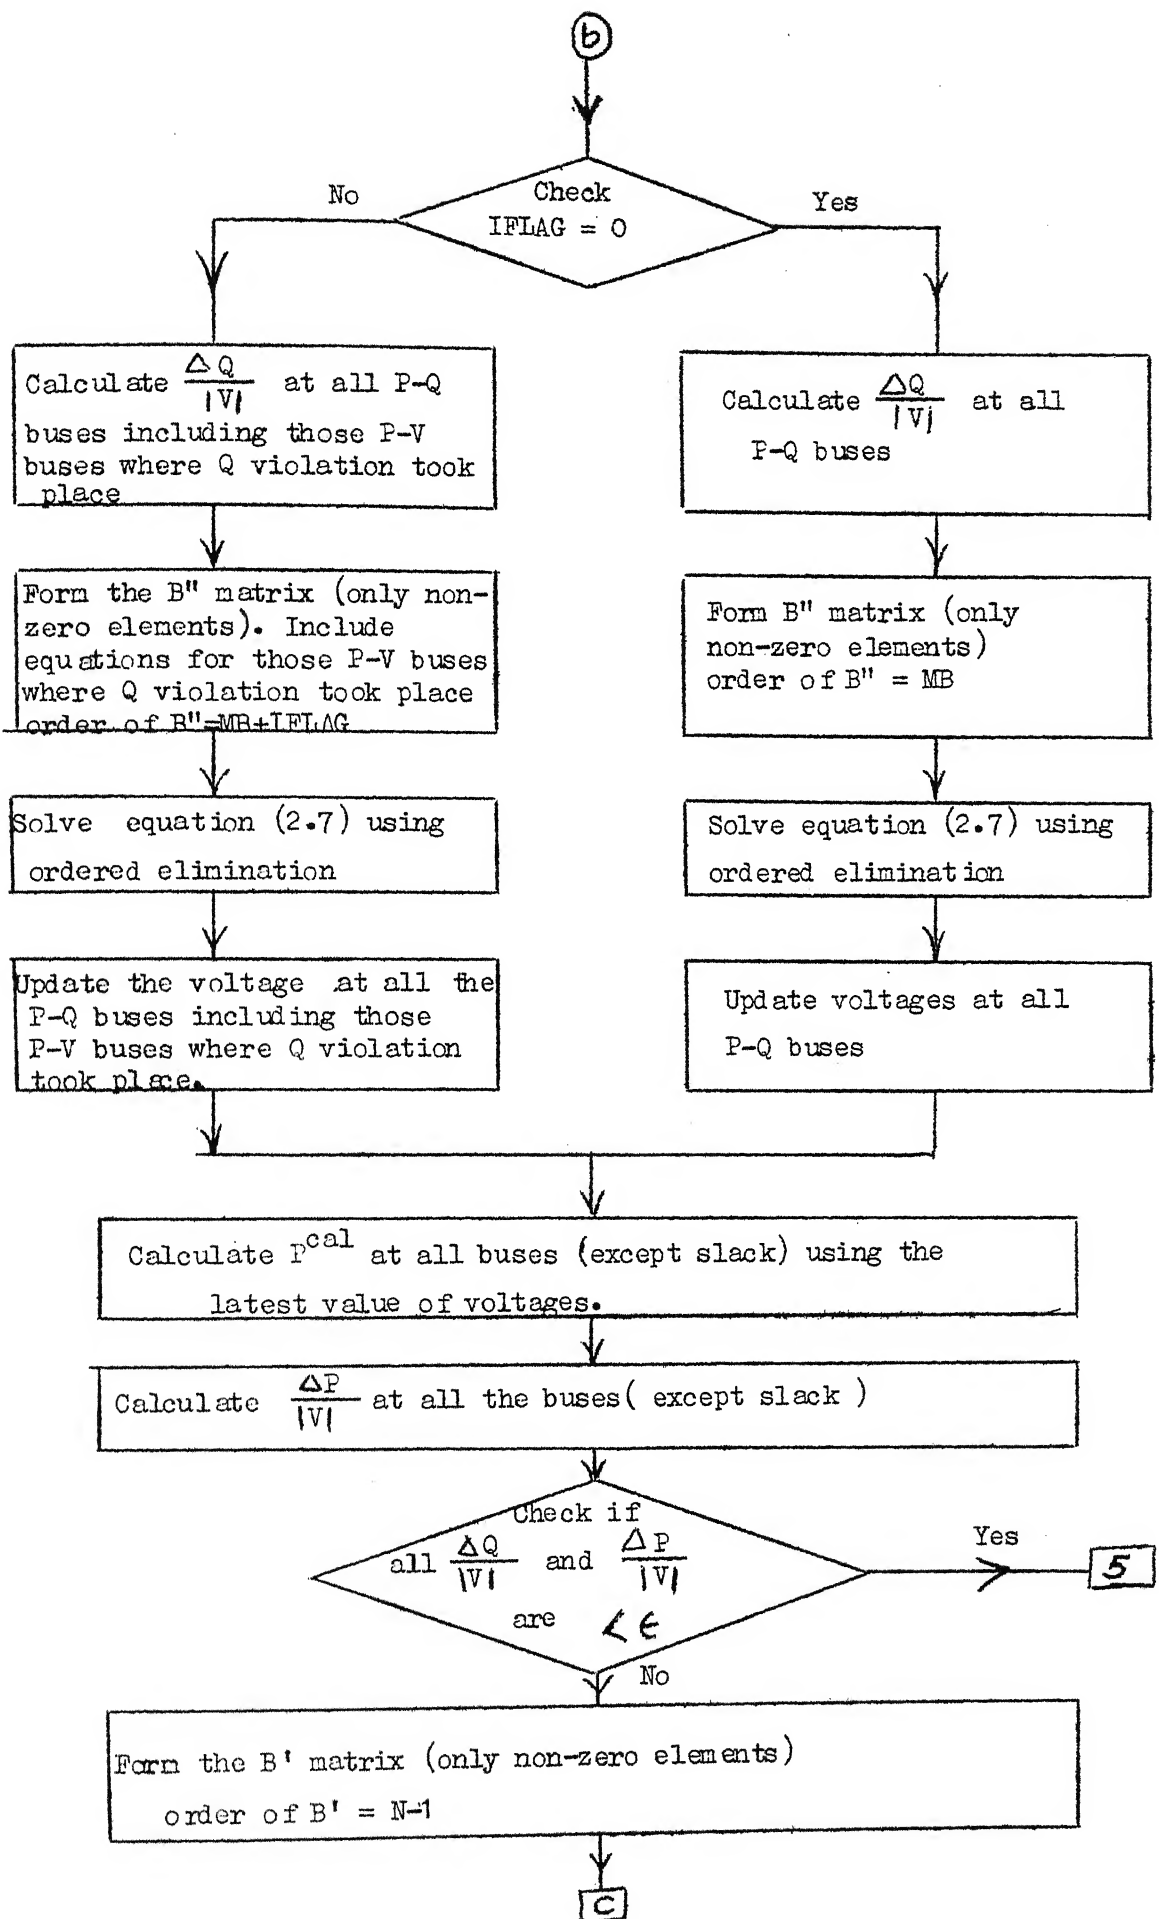 b
Check
IFLAG = 0
No
Yes
Calculate ΔQ/|V| at all P-Q
buses including those P-V
buses where Q violation took
place
Calculate ΔQ/|V| at all
P-Q buses
Form the B" matrix (only non-
zero elements). Include
equations for those P-V buses
where Q violation took place
order of B"=MB+IFLAG
Form B" matrix (only
non-zero elements)
order of B" = MB
Solve equation (2.7) using
ordered elimination
Solve equation (2.7) using
ordered elimination
Update the voltage at all the
P-Q buses including those
P-V buses where Q violation
took place.
Update voltages at all
P-Q buses
Calculate P^cal at all buses (except slack) using the
latest value of voltages.
Calculate ΔP/|V| at all the buses( except slack )
Check if
all ΔQ/|V| and ΔP/|V|
are < ϵ
Yes
5
No
Form the B' matrix (only non-zero elements)
order of B' = N-1
C